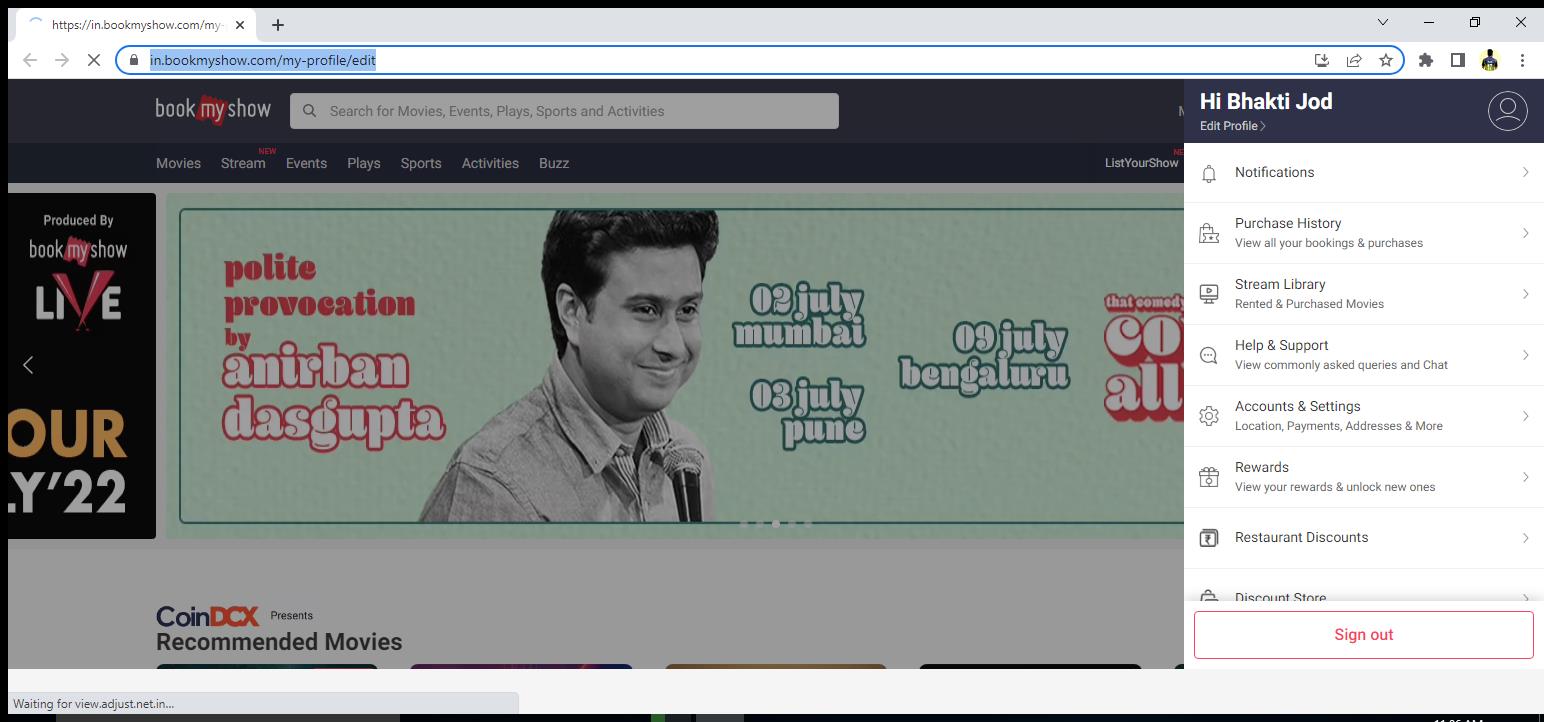 https://in.bookmyshow.com/my-
in.bookmyshow.com/my-profile/edit
book my show
Search for Movies, Events, Plays, Sports and Activities
Hi Bhakti Jod
Edit Profile
Movies
Stream
NEW
Events
Plays
Sports
Activities
Buzz
ListYourShow
Produced By
book my show
LIVE
OUR
LY'22
polite
provocation
by
anirban
dasgupta
02 july
mumbai
03 july
pune
09 july
bengaluru
that comedy
CO
all
Notifications
Purchase History
View all your bookings & purchases
Stream Library
Rented & Purchased Movies
Help & Support
View commonly asked queries and Chat
Accounts & Settings
Location, Payments, Addresses & More
Rewards
View your rewards & unlock new ones
Restaurant Discounts
Discount Store
Sign out
CoinDCX Presents
Recommended Movies
Waiting for view.adjust.net.in...